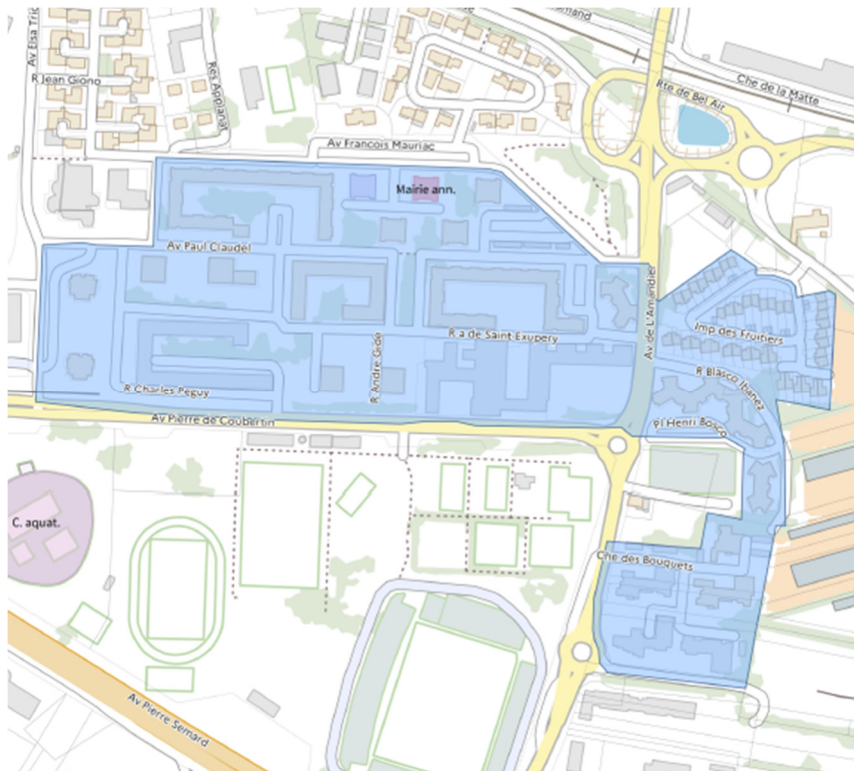 Av Elsa Trio
R Jean Giono
Res Appianat
Che de la Matte
Rte de Bel Air
Av Francois Mauriac
Mairie ann.
Av Paul Claudel
Av de L'Amandier
Imp des Fruitiers
R a de Saint Exupery
R Andre Gide
R Blasco Ibanez
R Charles Peguy
Av Pierre de Coubertin
Pl Henri Bosco
C. aquat.
Che des Bouquets
Av Pierre Semard